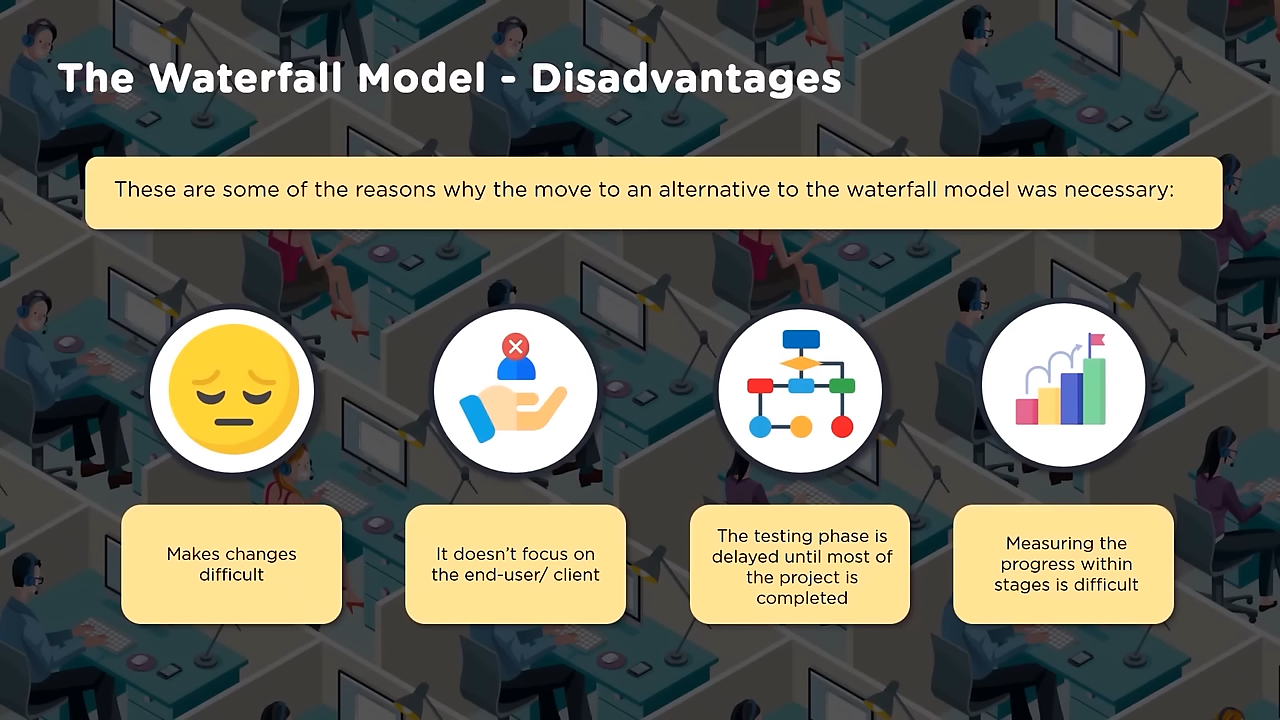 The Waterfall Model - Disadvantages
These are some of the reasons why the move to an alternative to the waterfall model was necessary:
Makes changes
difficult
It doesn’t focus on
the end-user/ client
The testing phase is
delayed until most of
the project is
completed
Measuring the
progress within
stages is difficult